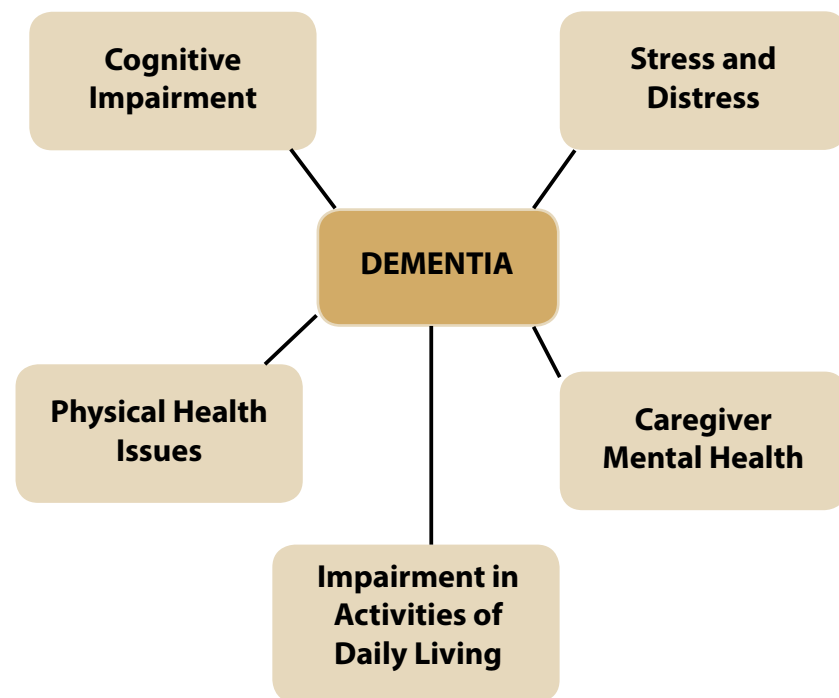 Cognitive
Impairment
Stress and
Distress
DEMENTIA
Physical Health
Issues
Caregiver
Mental Health
Impairment in
Activities of
Daily Living